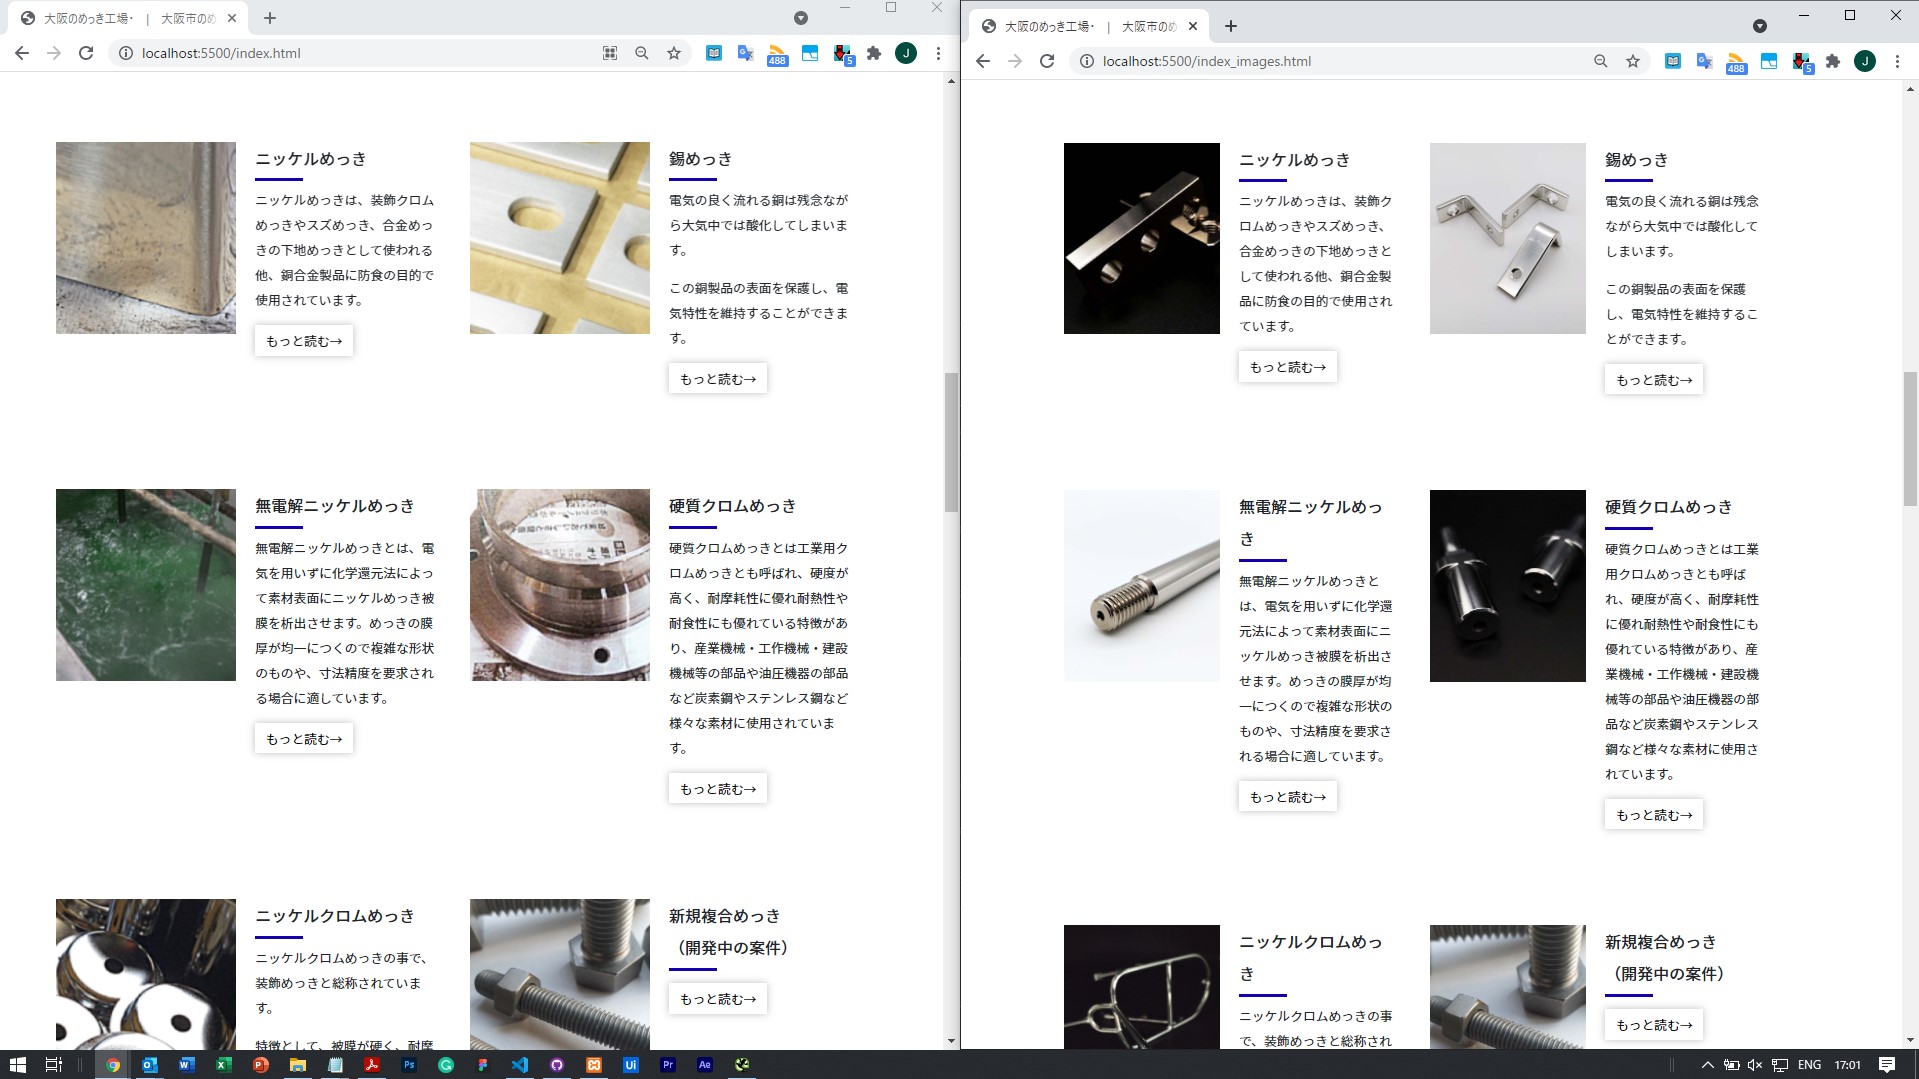 大阪のめっき工場・ | 大阪市のめ
localhost:5500/index.html
488
5
J
ニッケルめっき
ニッケルめっきは、装飾クロム
めっきやスズめっき、合金めっ
きの下地めっきとして使われる
他、銅合金製品に防食の目的で
使用されています。
もっと読む→
錫めっき
電気の良く流れる銅は残念なが
ら大気中では酸化してしまいま
す。
この銅製品の表面を保護し、電
気特性を維持することができま
す。
もっと読む→
無電解ニッケルめっき
無電解ニッケルめっきとは、電
気を用いずに化学還元法によっ
て素材表面にニッケルめっき被
膜を析出させます。めっきの膜
厚が均一につくので複雑な形状
のものや、寸法精度を要求され
る場合に適しています。
もっと読む→
硬質クロムめっき
硬質クロムめっきとは工業用ク
ロムめっきとも呼ばれ、硬度が
高く、耐摩耗性に優れ耐熱性や
耐食性にも優れている特徴があ
り、産業機械・工作機械・建設
機械等の部品や油圧機器の部品
など炭素鋼やステンレス鋼など
様々な素材に使用されていま
す。
もっと読む→
ニッケルクロムめっき
ニッケルクロムめっきの事で、
装飾めっきと総称されていま
す。
特徴として、被膜が硬く、耐摩
新規複合めっき
（開発中の案件）
もっと読む→
大阪のめっき工場・ | 大阪市のめ
localhost:5500/index_images.html
488
5
J
ニッケルめっき
ニッケルめっきは、装飾ク
ロムめっきやスズめっき、
合金めっきの下地めっきと
して使われる他、銅合金製
品に防食の目的で使用され
ています。
もっと読む→
錫めっき
電気の良く流れる銅は残念
ながら大気中では酸化して
しまいます。
この銅製品の表面を保護
し、電気特性を維持するこ
とができます。
もっと読む→
無電解ニッケルめっ
き
無電解ニッケルめっきと
は、電気を用いずに化学還
元法によって素材表面にニ
ッケルめっき被膜を析出さ
せます。めっきの膜厚が均
一につくので複雑な形状の
ものや、寸法精度を要求さ
れる場合に適しています。
もっと読む→
硬質クロムめっき
硬質クロムめっきとは工業
用クロムめっきとも呼ば
れ、硬度が高く、耐摩耗性
に優れ耐熱性や耐食性にも
優れている特徴があり、産
業機械・工作機械・建設機
械等の部品や油圧機器の部
品など炭素鋼やステンレス
鋼など様々な素材に使用さ
れています。
もっと読む→
ニッケルクロムめっ
き
ニッケルクロムめっきの事
で、装飾めっきと総称され
新規複合めっき
（開発中の案件）
もっと読む→
ENG
17:01